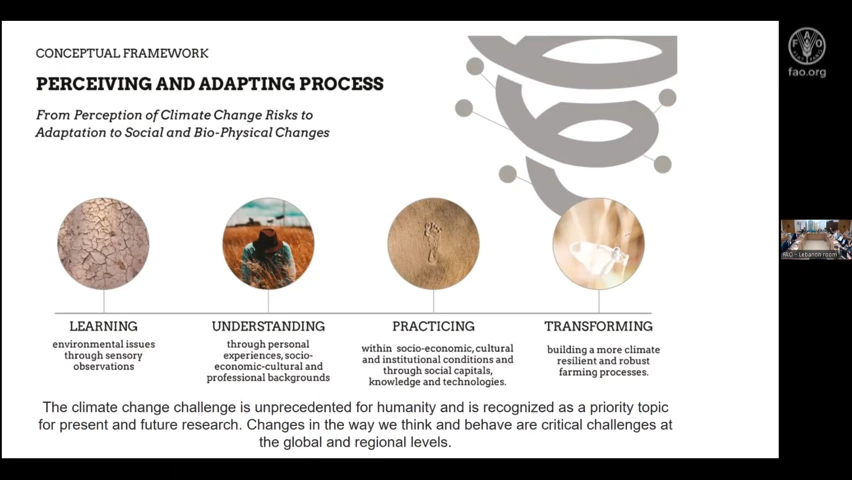 CONCEPTUAL FRAMEWORK
PERCEIVING AND ADAPTING PROCESS
From Perception of Climate Change Risks to
Adaptation to Social and Bio-Physical Changes
LEARNING
environmental issues
through sensory
observations
UNDERSTANDING
through personal
experiences, socio-
economic-cultural and
professional backgrounds
PRACTICING
within socio-economic, cultural
and institutional conditions and
through social capitals,
knowledge and technologies.
TRANSFORMING
building a more climate
resilient and robust
farming processes.
The climate change challenge is unprecedented for humanity and is recognized as a priority topic
for present and future research. Changes in the way we think and behave are critical challenges at
the global and regional levels.
FAO
fao.org
FAO - Lebanon room